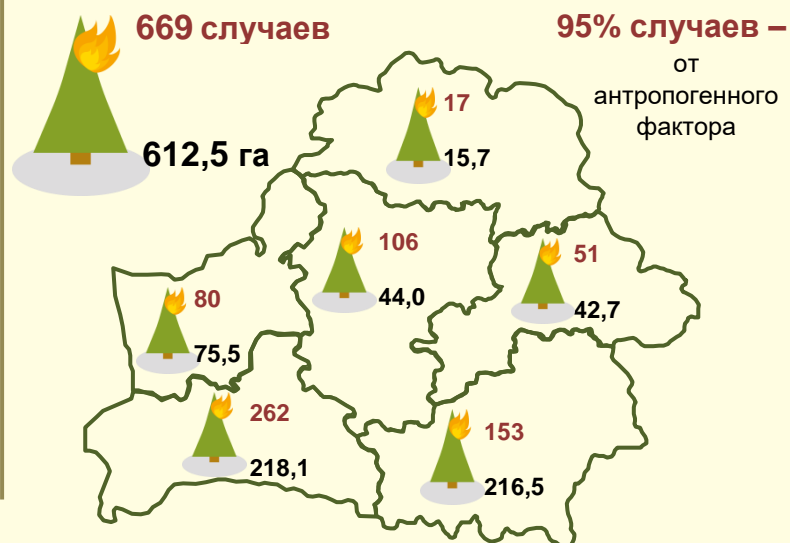 669 случаев
612,5 га
95% случаев –
от
антропогенного
фактора
17
15,7
106
44,0
51
42,7
80
75,5
262
218,1
153
216,5